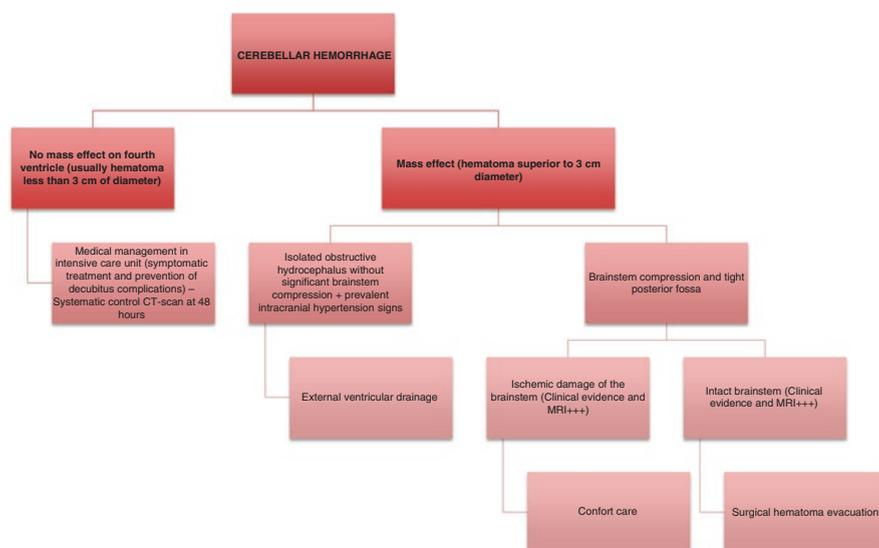 CEREBELLAR HEMORRHAGE
No mass effect on fourth
ventricle (usually hematoma
less than 3 cm of diameter)
Mass effect (hematoma superior to 3 cm
diameter)
Medical management in
intensive care unit (symptomatic
treatment and prevention of
decubitus complications) –
Systematic control CT-scan at 48
hours
Isolated obstructive
hydrocephalus without
significant brainstem
compression + prevalent
intracranial hypertension signs
Brainstem compression and tight
posterior fossa
External ventricular drainage
Ischemic damage of the
brainstem (Clinical evidence and
MRI+++)
Intact brainstem (Clinical
evidence and MRI+++)
Confort care
Surgical hematoma evacuation